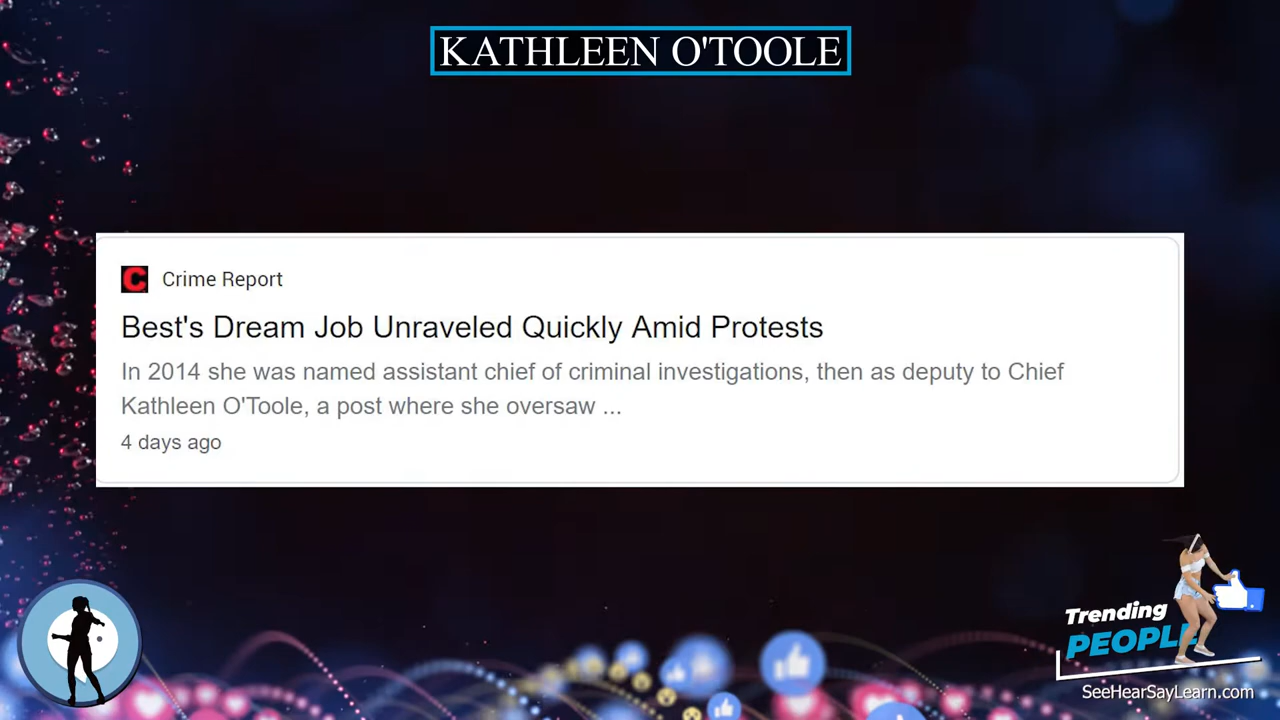 KATHLEEN O'TOOLE
C Crime Report
Best's Dream Job Unraveled Quickly Amid Protests
In 2014 she was named assistant chief of criminal investigations, then as deputy to Chief
Kathleen O'Toole, a post where she oversaw ...
4 days ago
Trending
PEOPLE
SeeHearSayLearn.com